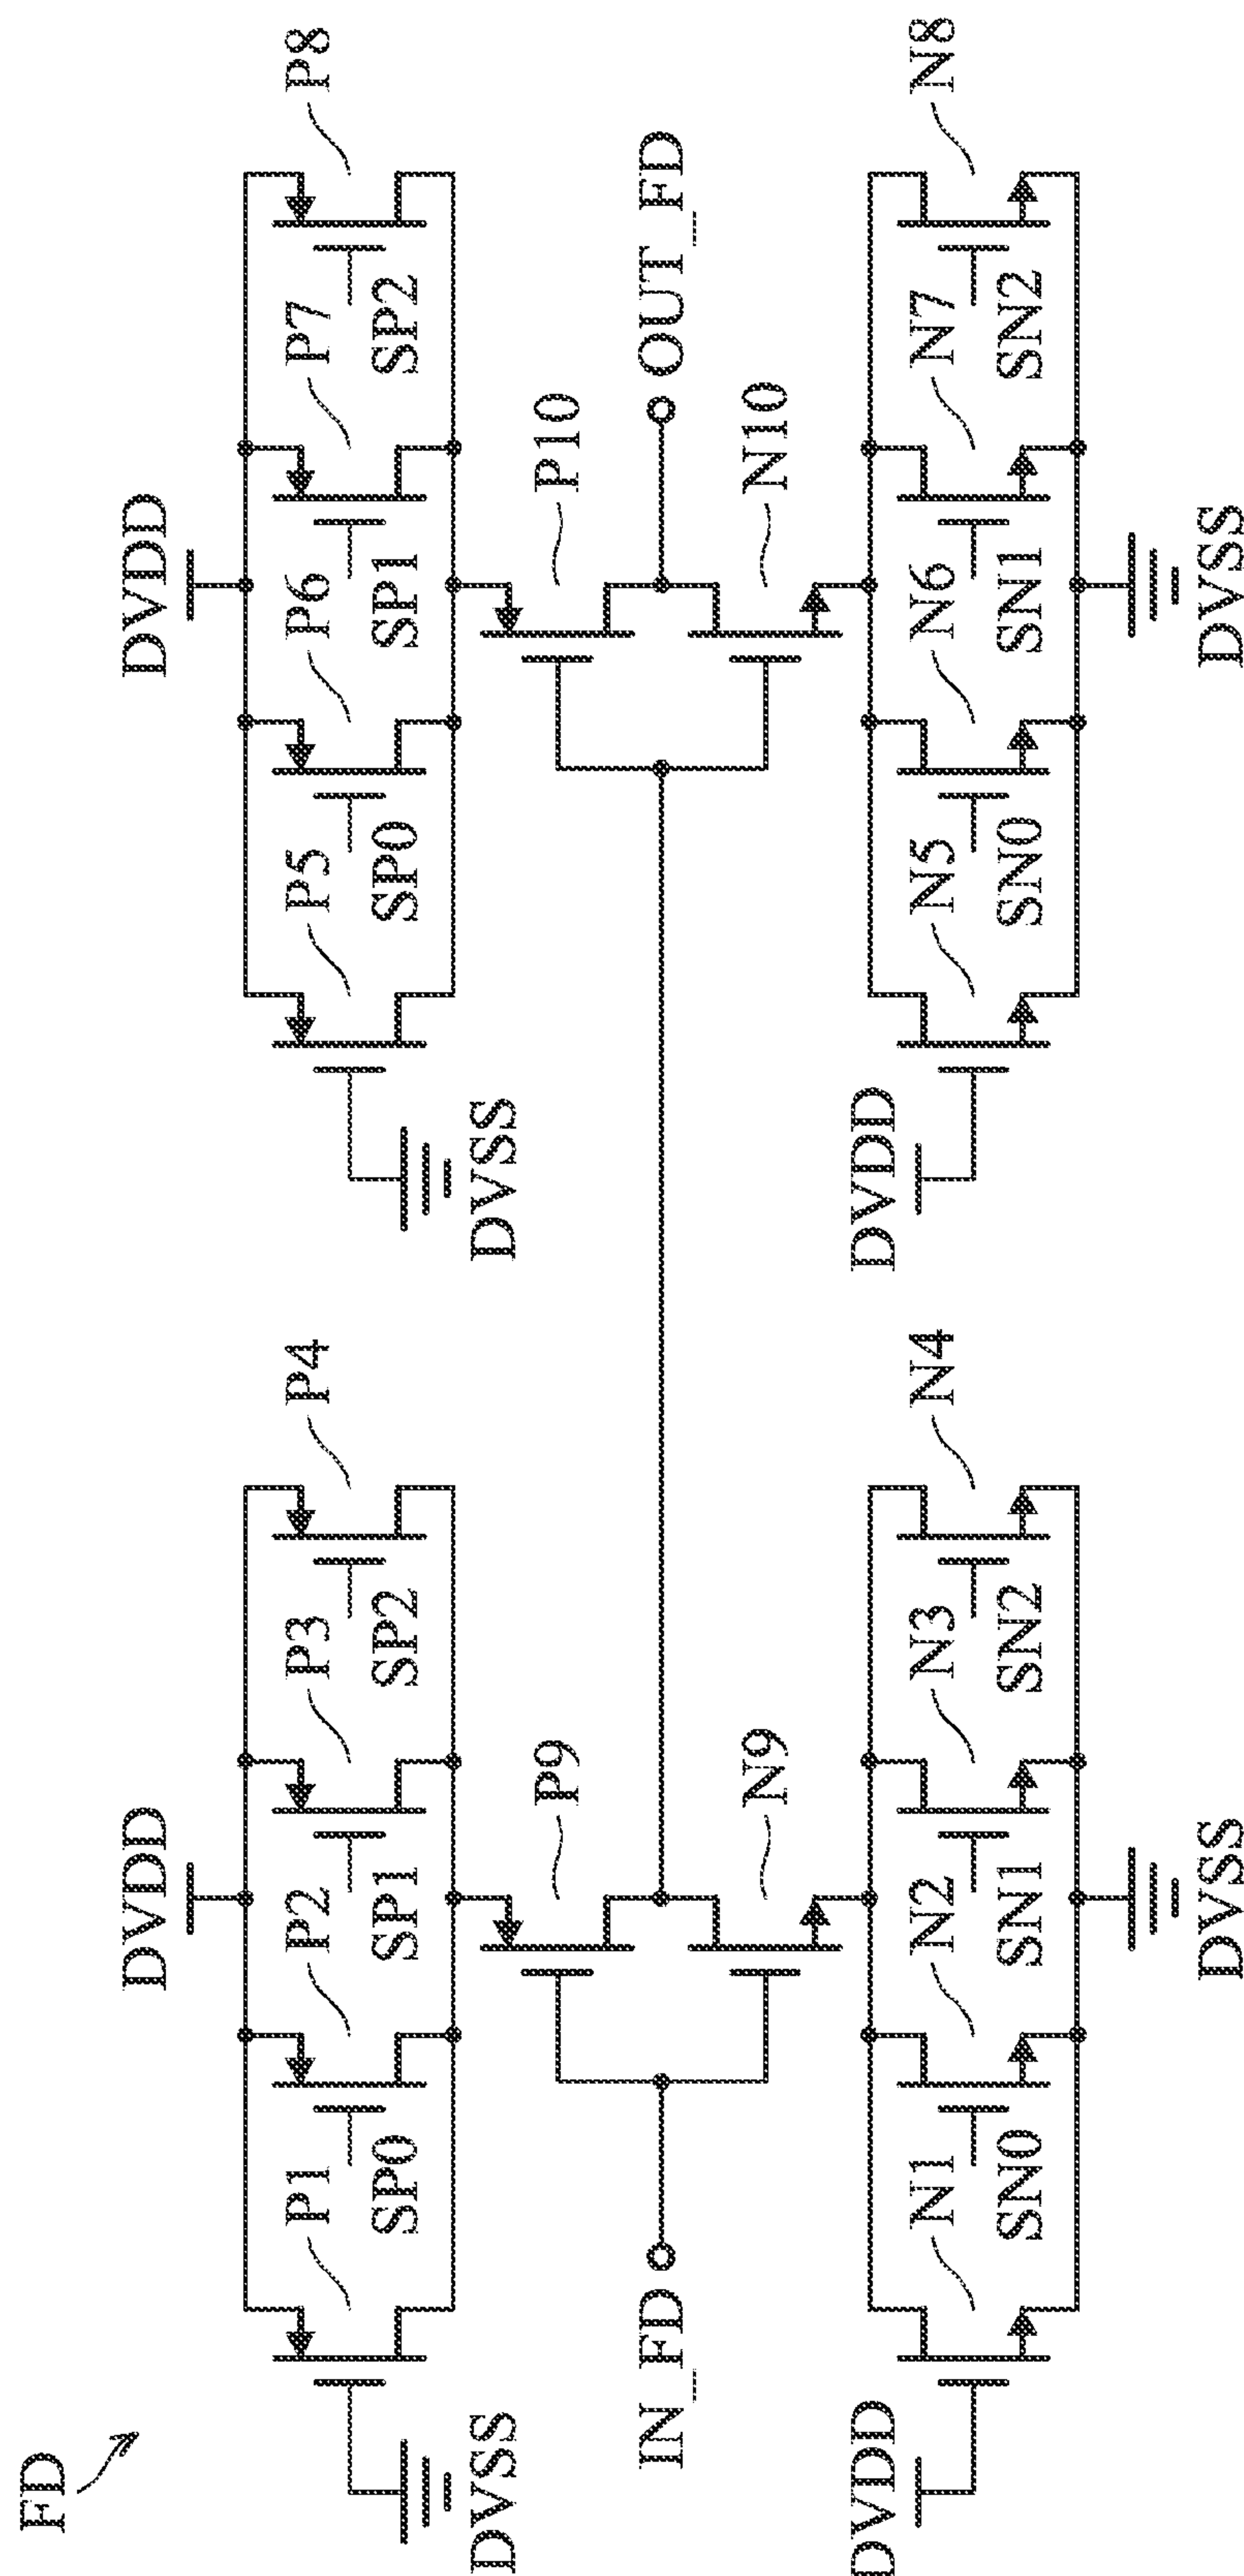 FD
DVDD
DVDD
P1
P2
P3
P4
P5
P6
P7
P8
SP0
SP1
SP2
SP0
SP1
SP2
DVSS
DVSS
P9
P10
IN_FD
OUT_FD
N9
N10
DVDD
DVDD
N1
N2
N3
N4
N5
N6
N7
N8
SN0
SN1
SN2
SN0
SN1
SN2
DVSS
DVSS